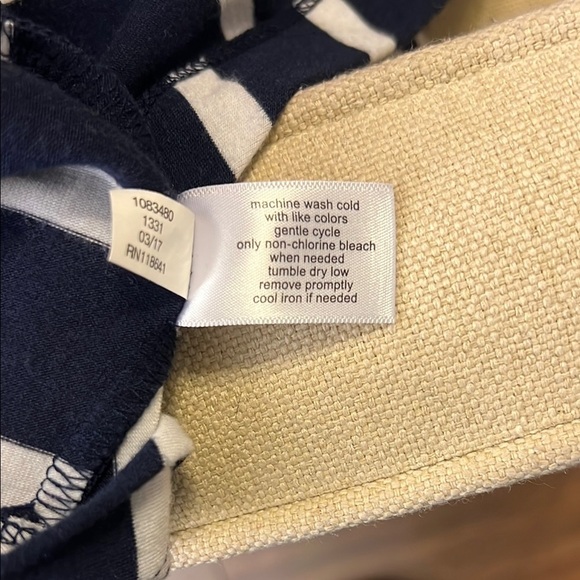 1083480
1331
03/17
RN118641
machine wash cold
with like colors
gentle cycle
only non-chlorine bleach
when needed
tumble dry low
remove promptly
cool iron if needed